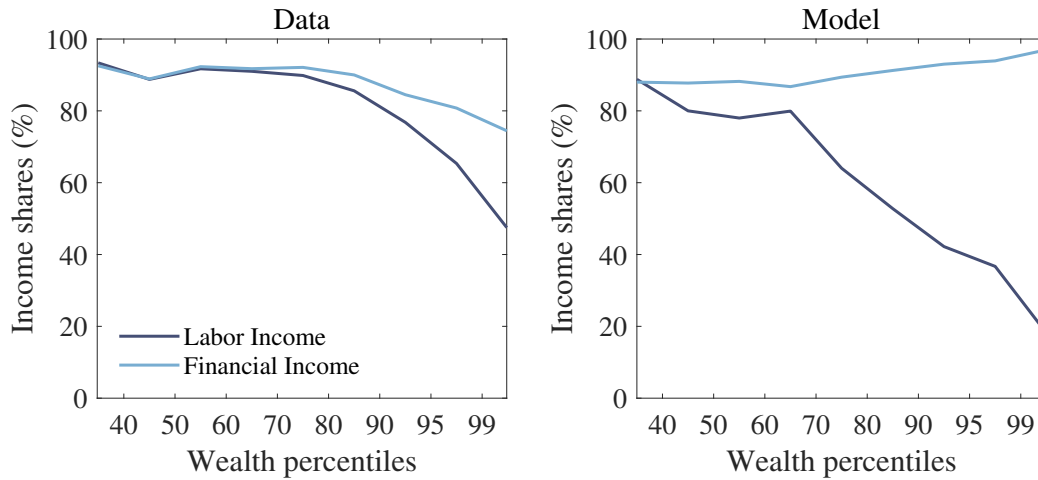 Data
Income shares (%)
100
80
60
40
20
0
Labor Income
Financial Income
40 50 60 70 80 90 95 99
Wealth percentiles
Model
Income shares (%)
100
80
60
40
20
0
40 50 60 70 80 90 95 99
Wealth percentiles